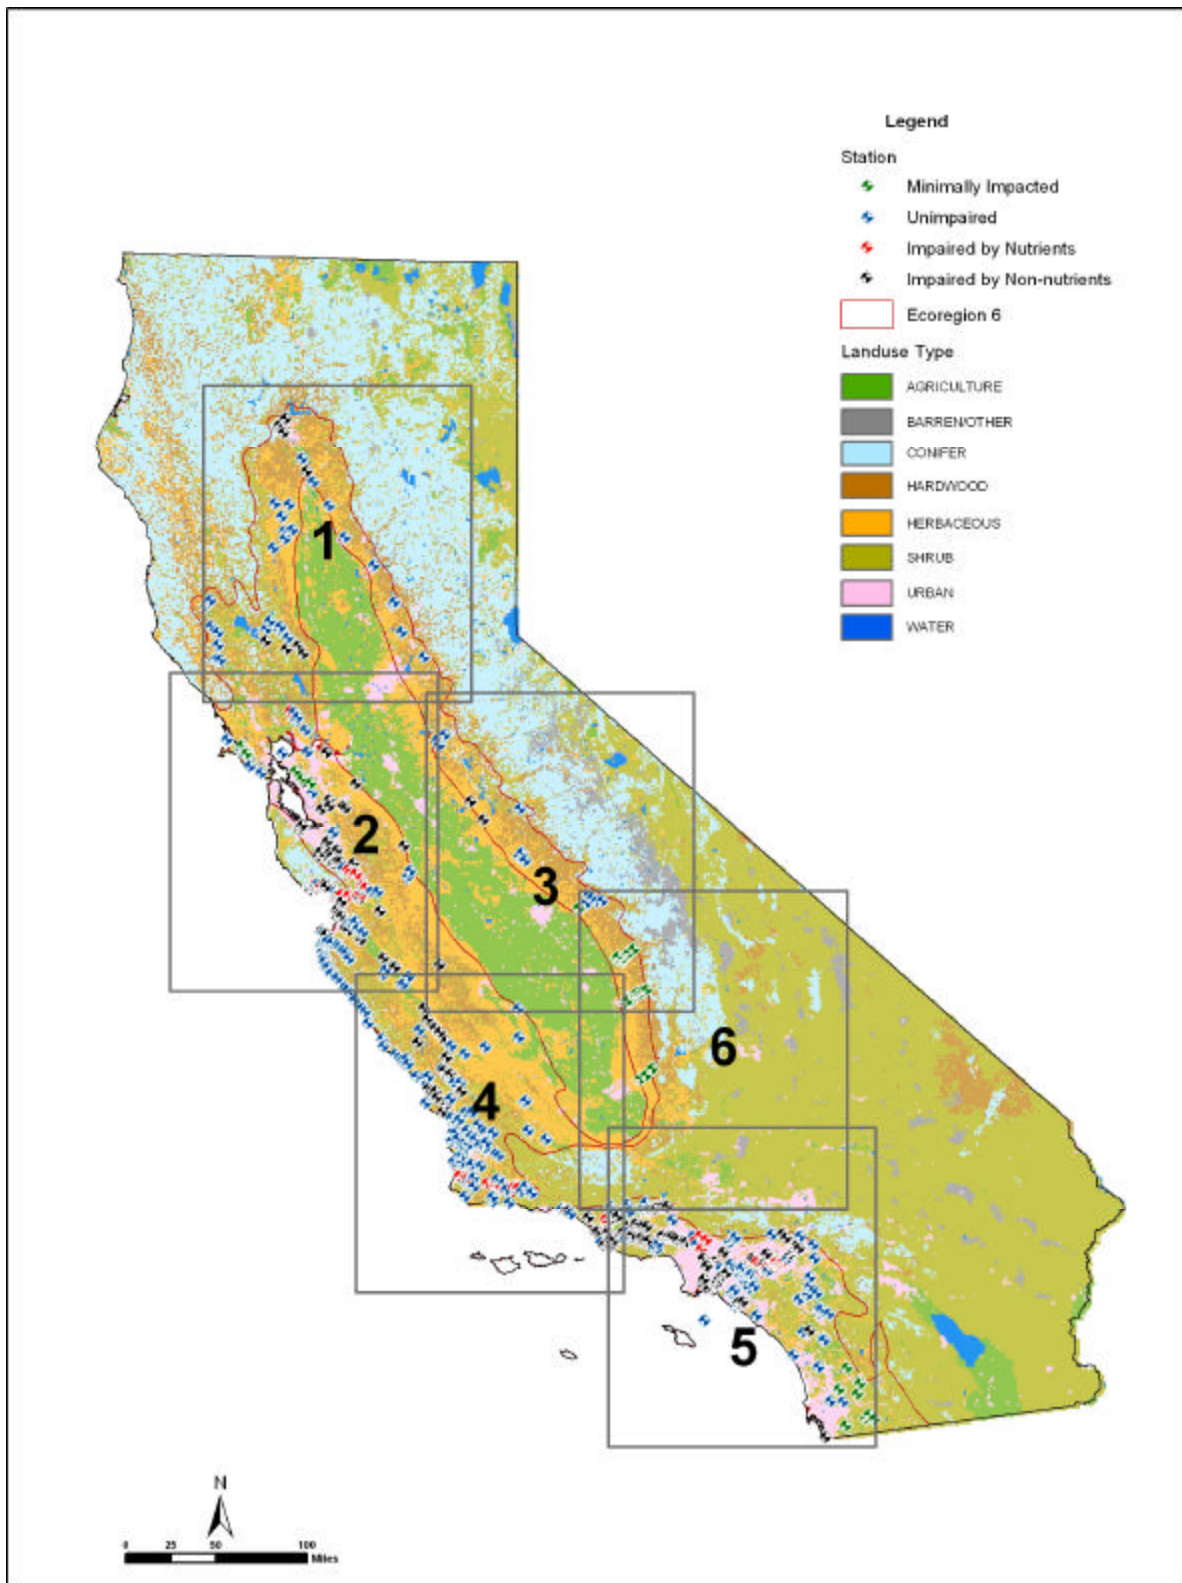 Legend
Station
Minimally Impacted
Unimpaired
Impaired by Nutrients
Impaired by Non-nutrients
Ecoregion 6
Landuse Type
AGRICULTURE
BARREN/OTHER
CONIFER
HARDWOOD
HERBACEOUS
SHRUB
URBAN
WATER
1
2
3
6
4
5
N
0 25 50 100
Miles